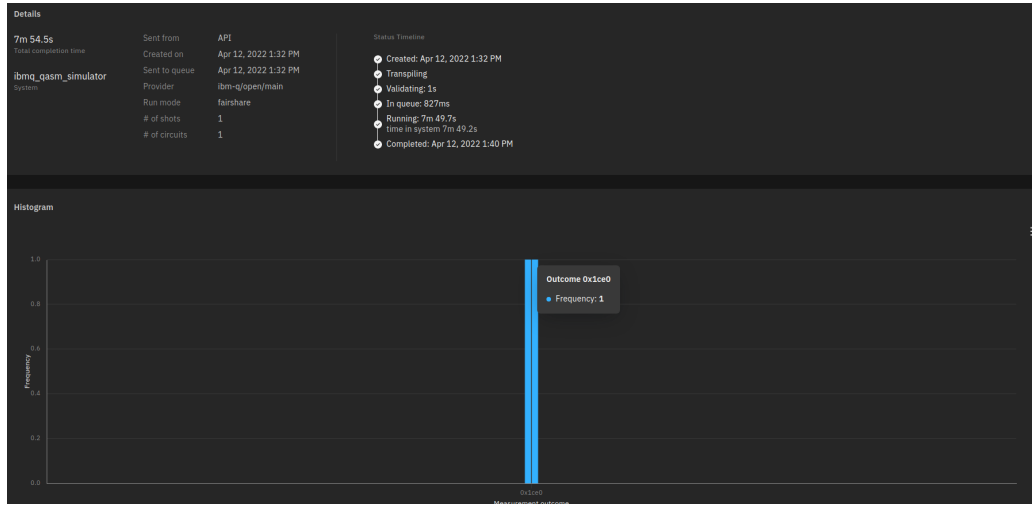 Details
7m 54.5s
Total completion time
ibmq_qasm_simulator
System
Sent from API
Created on Apr 12, 2022 1:32 PM
Sent to queue Apr 12, 2022 1:32 PM
Provider ibm-q/open/main
Run mode fairshare
# of shots 1
# of circuits 1
Status Timeline
Created: Apr 12, 2022 1:32 PM
Transpiling
Validating: 1s
In queue: 827ms
Running: 7m 49.7s
time in system 7m 49.2s
Completed: Apr 12, 2022 1:40 PM
Histogram
1.0
0.8
0.6
0.4
0.2
0.0
Frequency
Outcome 0x1ce0
Frequency: 1
0x1ce0
Measurement outcome